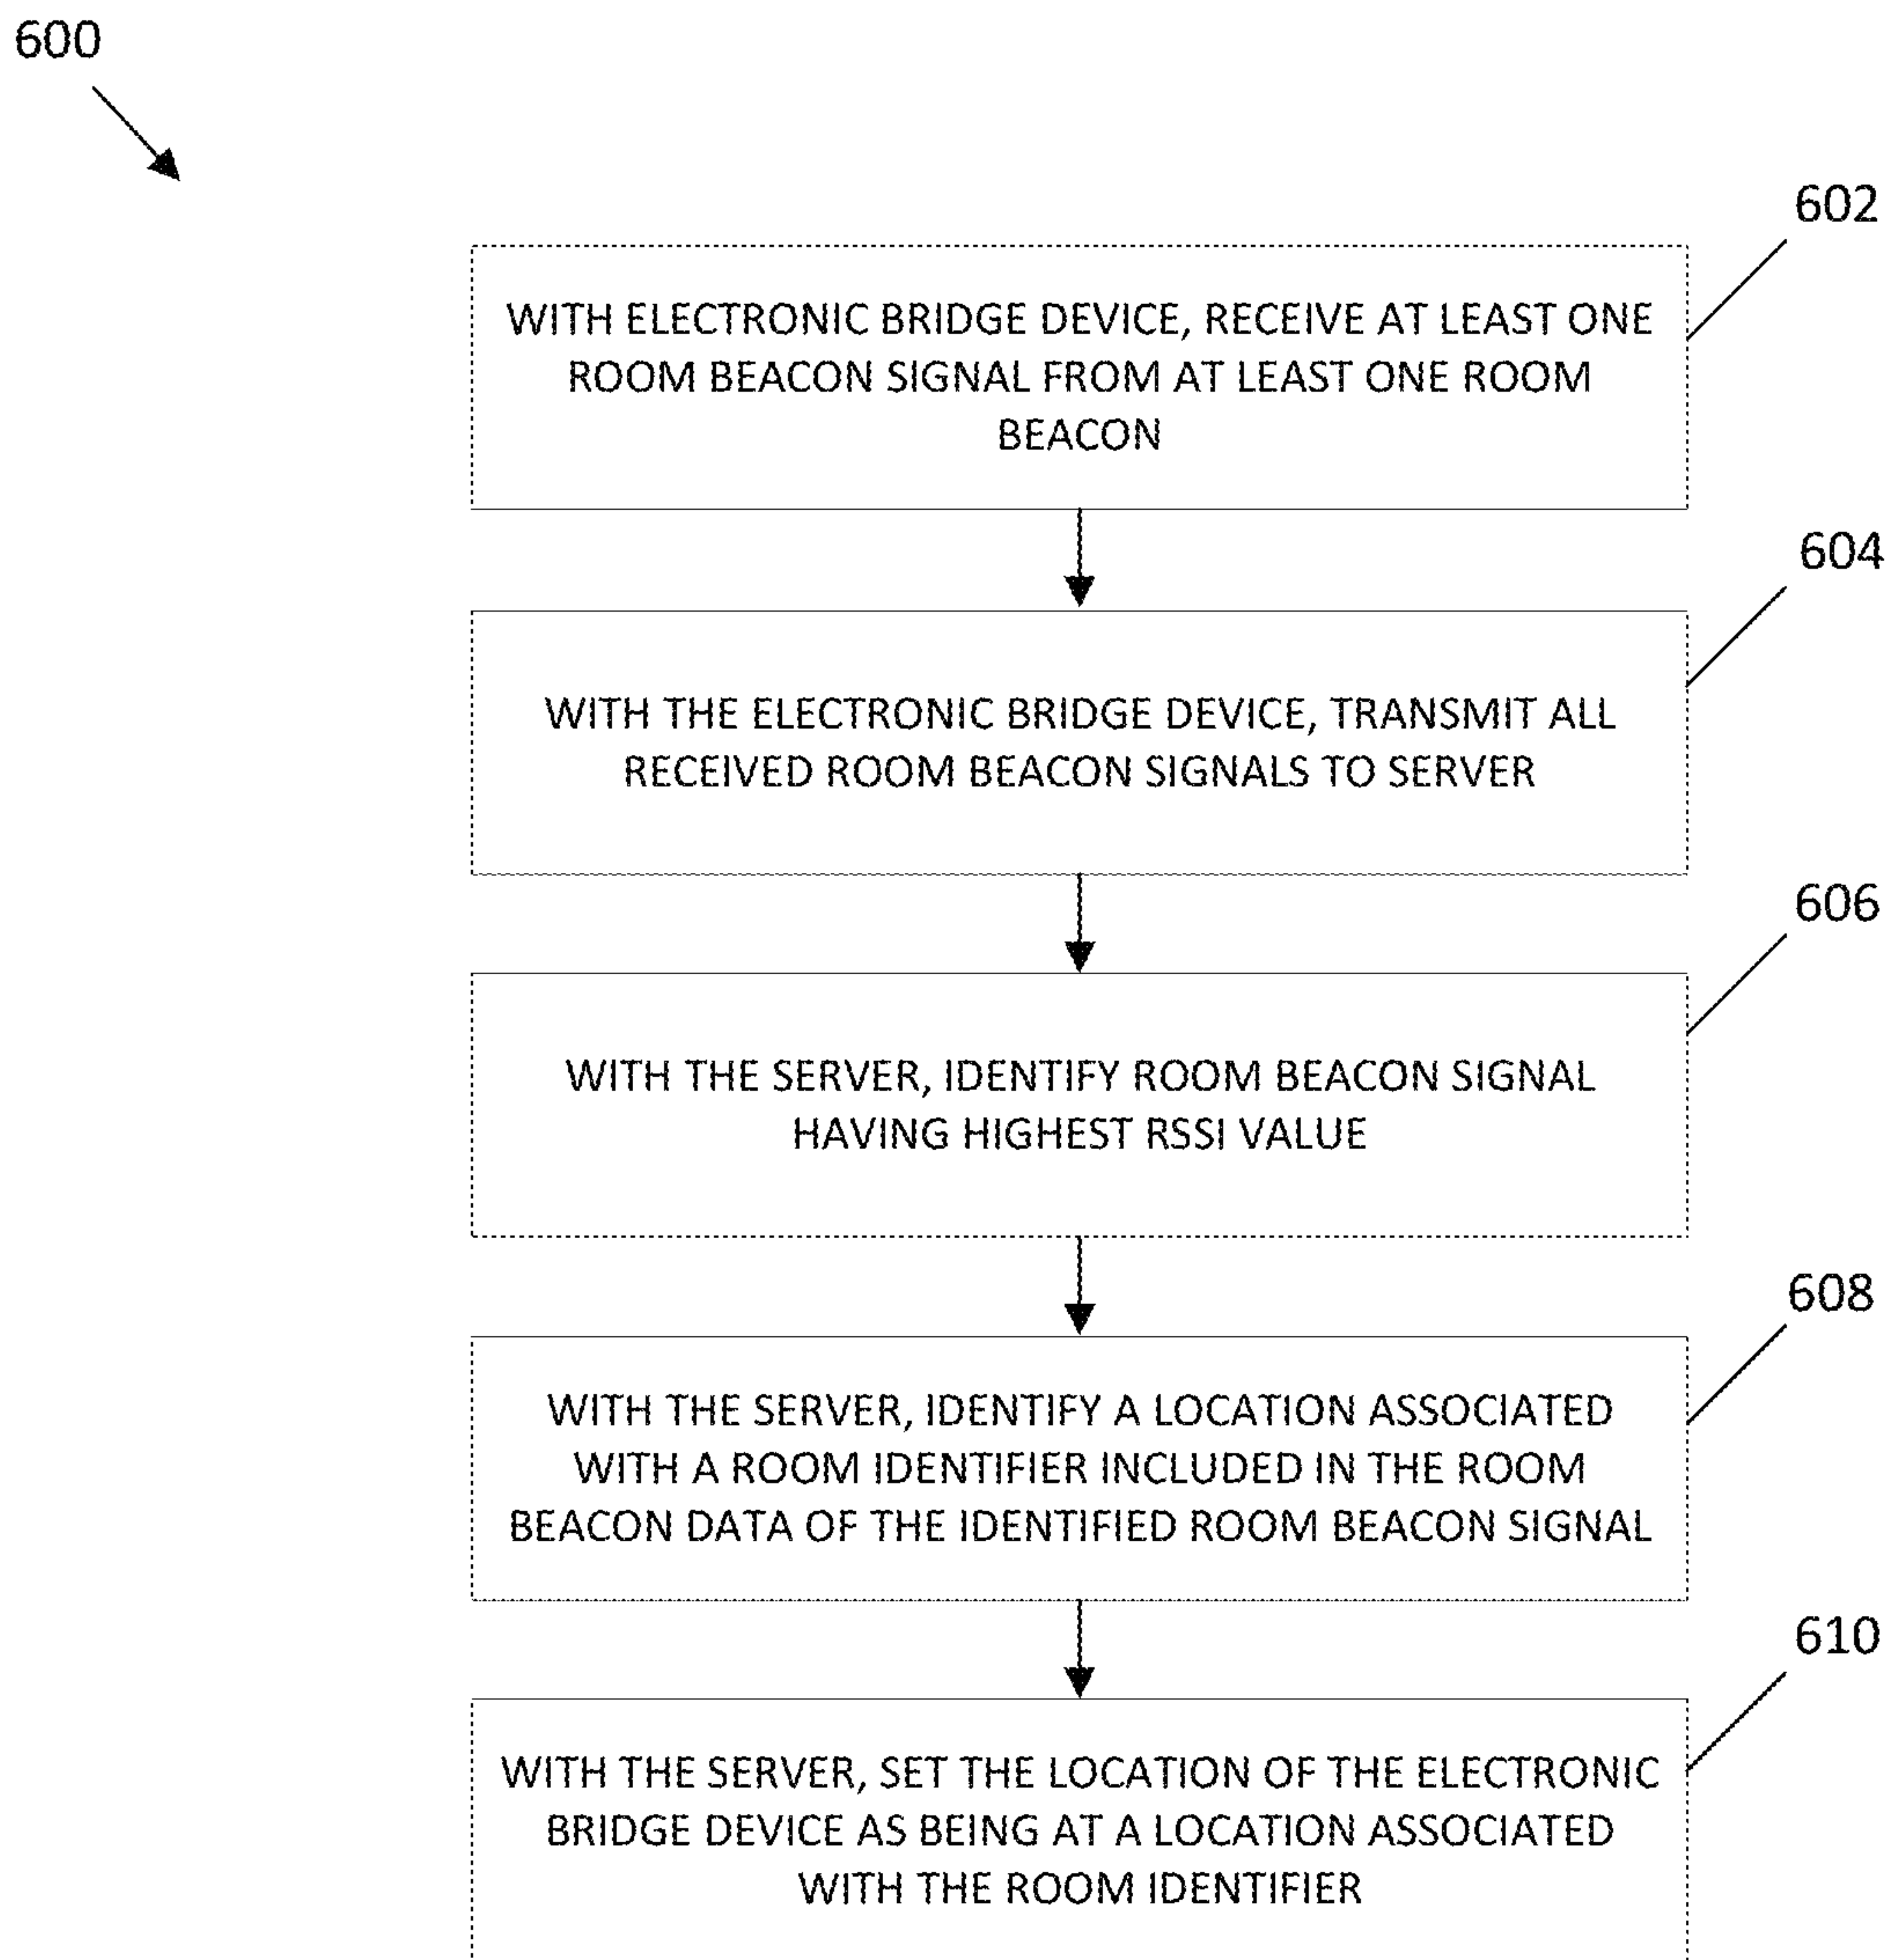 600
602
WITH ELECTRONIC BRIDGE DEVICE, RECEIVE AT LEAST ONE
ROOM BEACON SIGNAL FROM AT LEAST ONE ROOM
BEACON
604
WITH THE ELECTRONIC BRIDGE DEVICE, TRANSMIT ALL
RECEIVED ROOM BEACON SIGNALS TO SERVER
606
WITH THE SERVER, IDENTIFY ROOM BEACON SIGNAL
HAVING HIGHEST RSSI VALUE
608
WITH THE SERVER, IDENTIFY A LOCATION ASSOCIATED
WITH A ROOM IDENTIFIER INCLUDED IN THE ROOM
BEACON DATA OF THE IDENTIFIED ROOM BEACON SIGNAL
610
WITH THE SERVER, SET THE LOCATION OF THE ELECTRONIC
BRIDGE DEVICE AS BEING AT A LOCATION ASSOCIATED
WITH THE ROOM IDENTIFIER